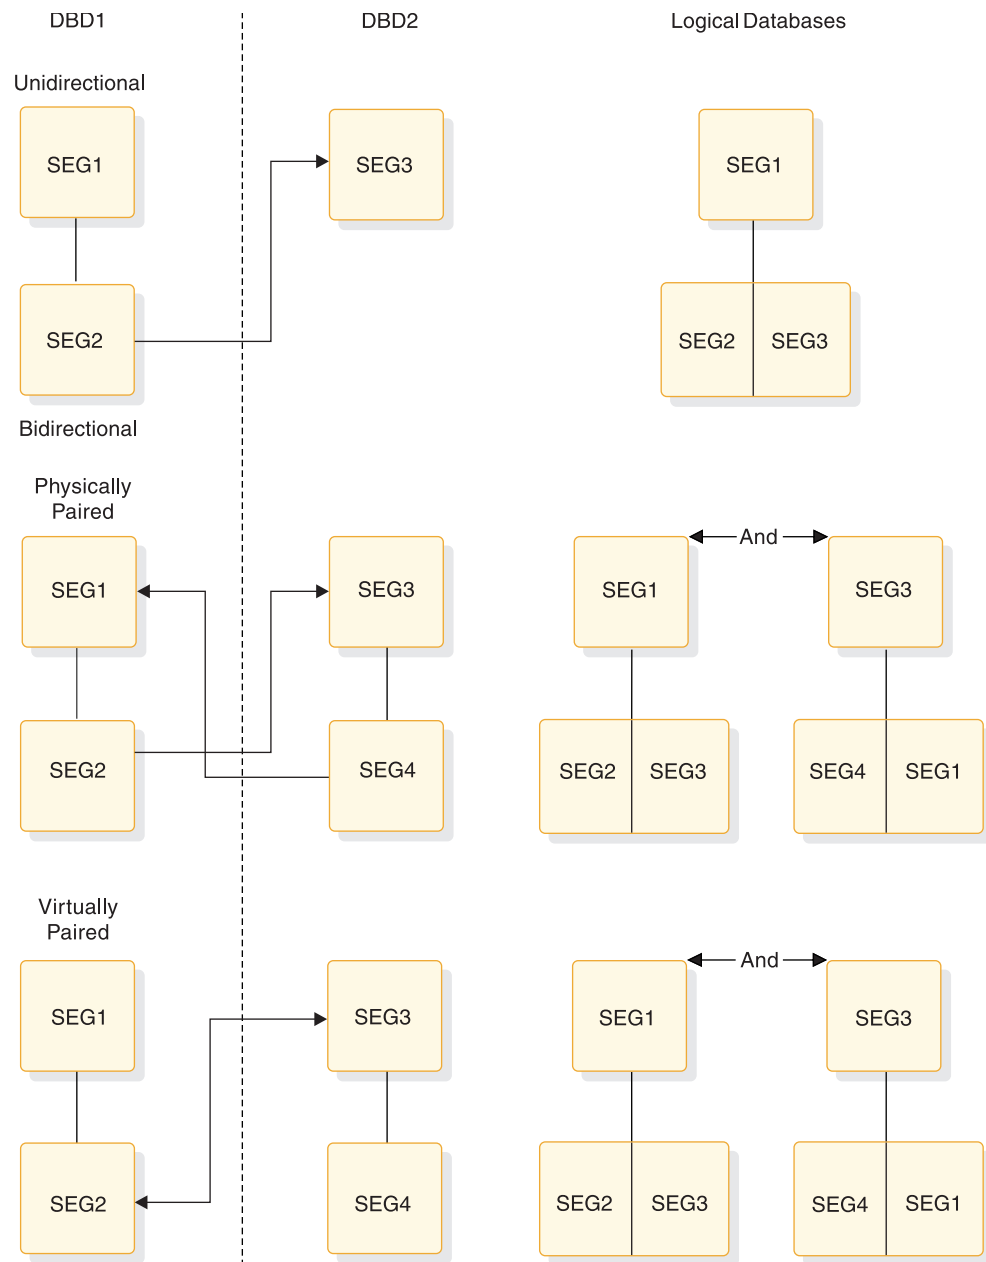 DBD1
DBD2
Logical Databases
Unidirectional
SEG1
SEG3
SEG1
SEG2
SEG2
SEG3
Bidirectional
Physically
Paired
And
SEG1
SEG3
SEG1
SEG3
SEG2
SEG4
SEG2
SEG3
SEG4
SEG1
Virtually
Paired
And
SEG1
SEG3
SEG1
SEG3
SEG2
SEG4
SEG2
SEG3
SEG4
SEG1